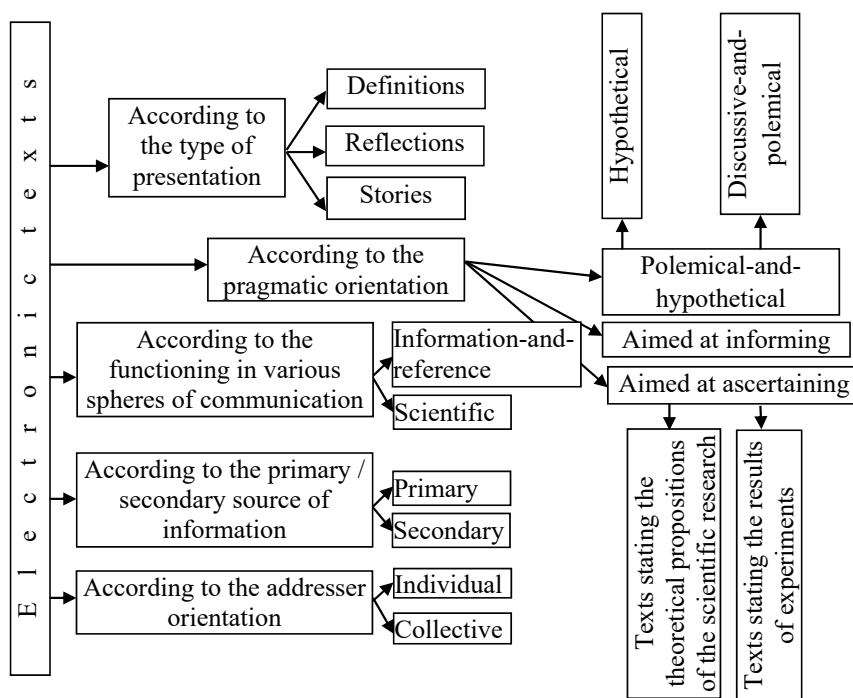 Electronic texts
According to
the type of
presentation
Definitions
Reflections
Stories
Hypothetical
Discussive-and-
polemical
According to the
pragmatic orientation
Polemical-and-
hypothetical
Aimed at informing
Aimed at ascertaining
Texts stating the
theoretical propositions
of the scientific research
Texts stating the results
of experiments
According to the
functioning in various
spheres of communication
Information-and-
reference
Scientific
According to the primary /
secondary source of
information
Primary
Secondary
According to the addresser
orientation
Individual
Collective